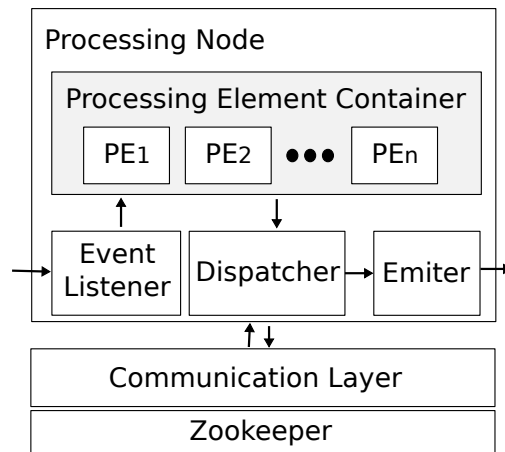 Processing Node
Processing Element Container
PE1 PE2 ●●● PEn
Event
Listener
Dispatcher
Emiter
Communication Layer
Zookeeper